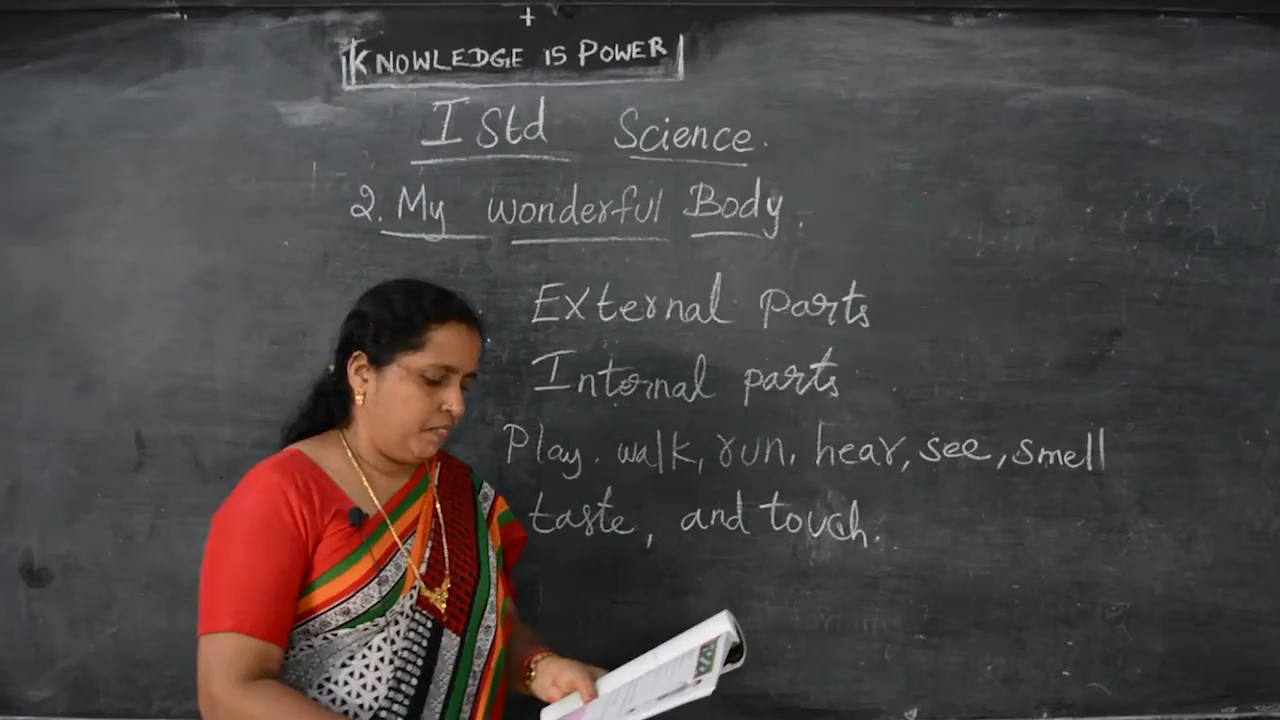 +
KNOWLEDGE IS POWER
I Std Science.
2. My wonderful Body.
External parts
Internal parts
Play. walk, run, hear, see, smell
taste, and touch.